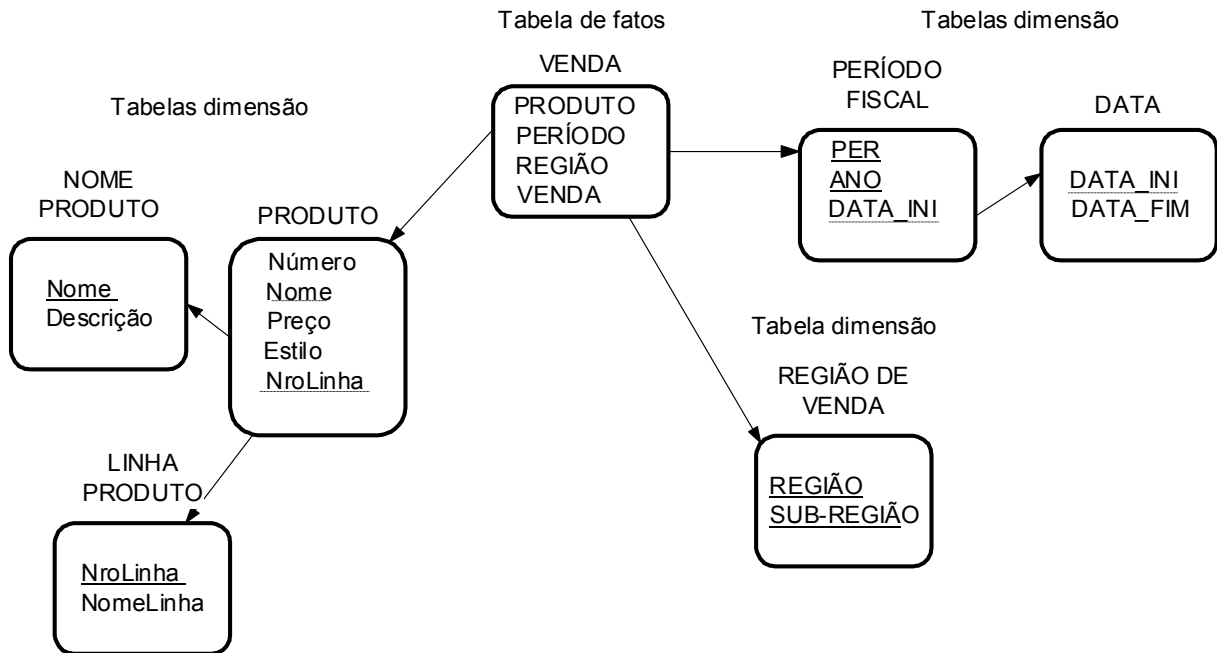 Tabela de fatos
Tabelas dimensão
VENDA
PRODUTO
PERÍODO
REGIÃO
VENDA
PERÍODO
FISCAL
PER
ANO
DATA_INI
DATA
DATA_INI
DATA_FIM
Tabelas dimensão
NOME
PRODUTO
Nome
Descrição
PRODUTO
Número
Nome
Preço
Estilo
NroLinha
LINHA
PRODUTO
NroLinha
NomeLinha
Tabela dimensão
REGIÃO DE
VENDA
REGIÃO
SUB-REGIÃO